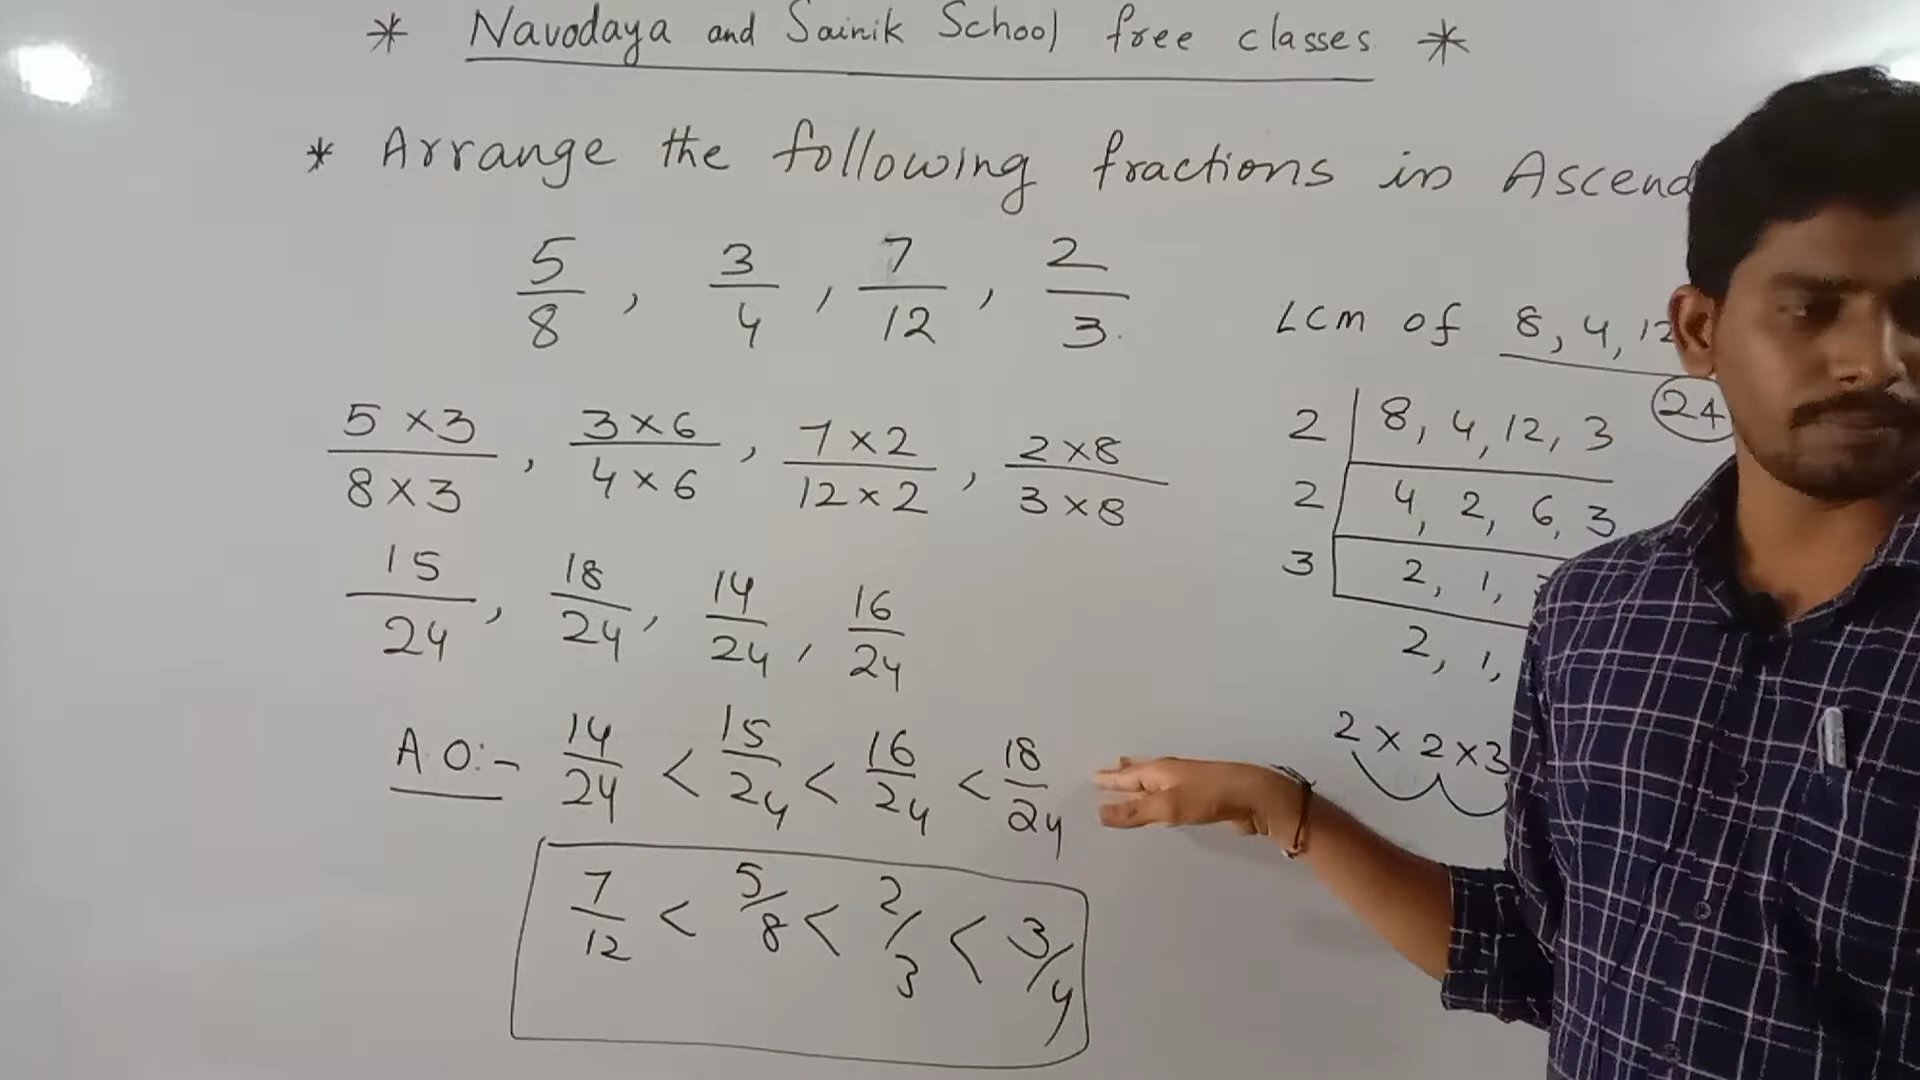 * Navodaya and Sainik School free classes *
* Arrange the following fractions in Ascend
5/8 , 3/4 , 7/12 , 2/3
LCM of 8, 4, 12
24
2 | 8, 4, 12, 3
2 | 4, 2, 6, 3
3 | 2, 1,
2, 1,
2 × 2 × 3
5 × 3 / 8 × 3 , 3 × 6 / 4 × 6 , 7 × 2 / 12 × 2 , 2 × 8 / 3 × 8
15/24 , 18/24 , 14/24 , 16/24
A.O:- 14/24 < 15/24 < 16/24 < 18/24
7/12 < 5/8 < 2/3 < 3/4